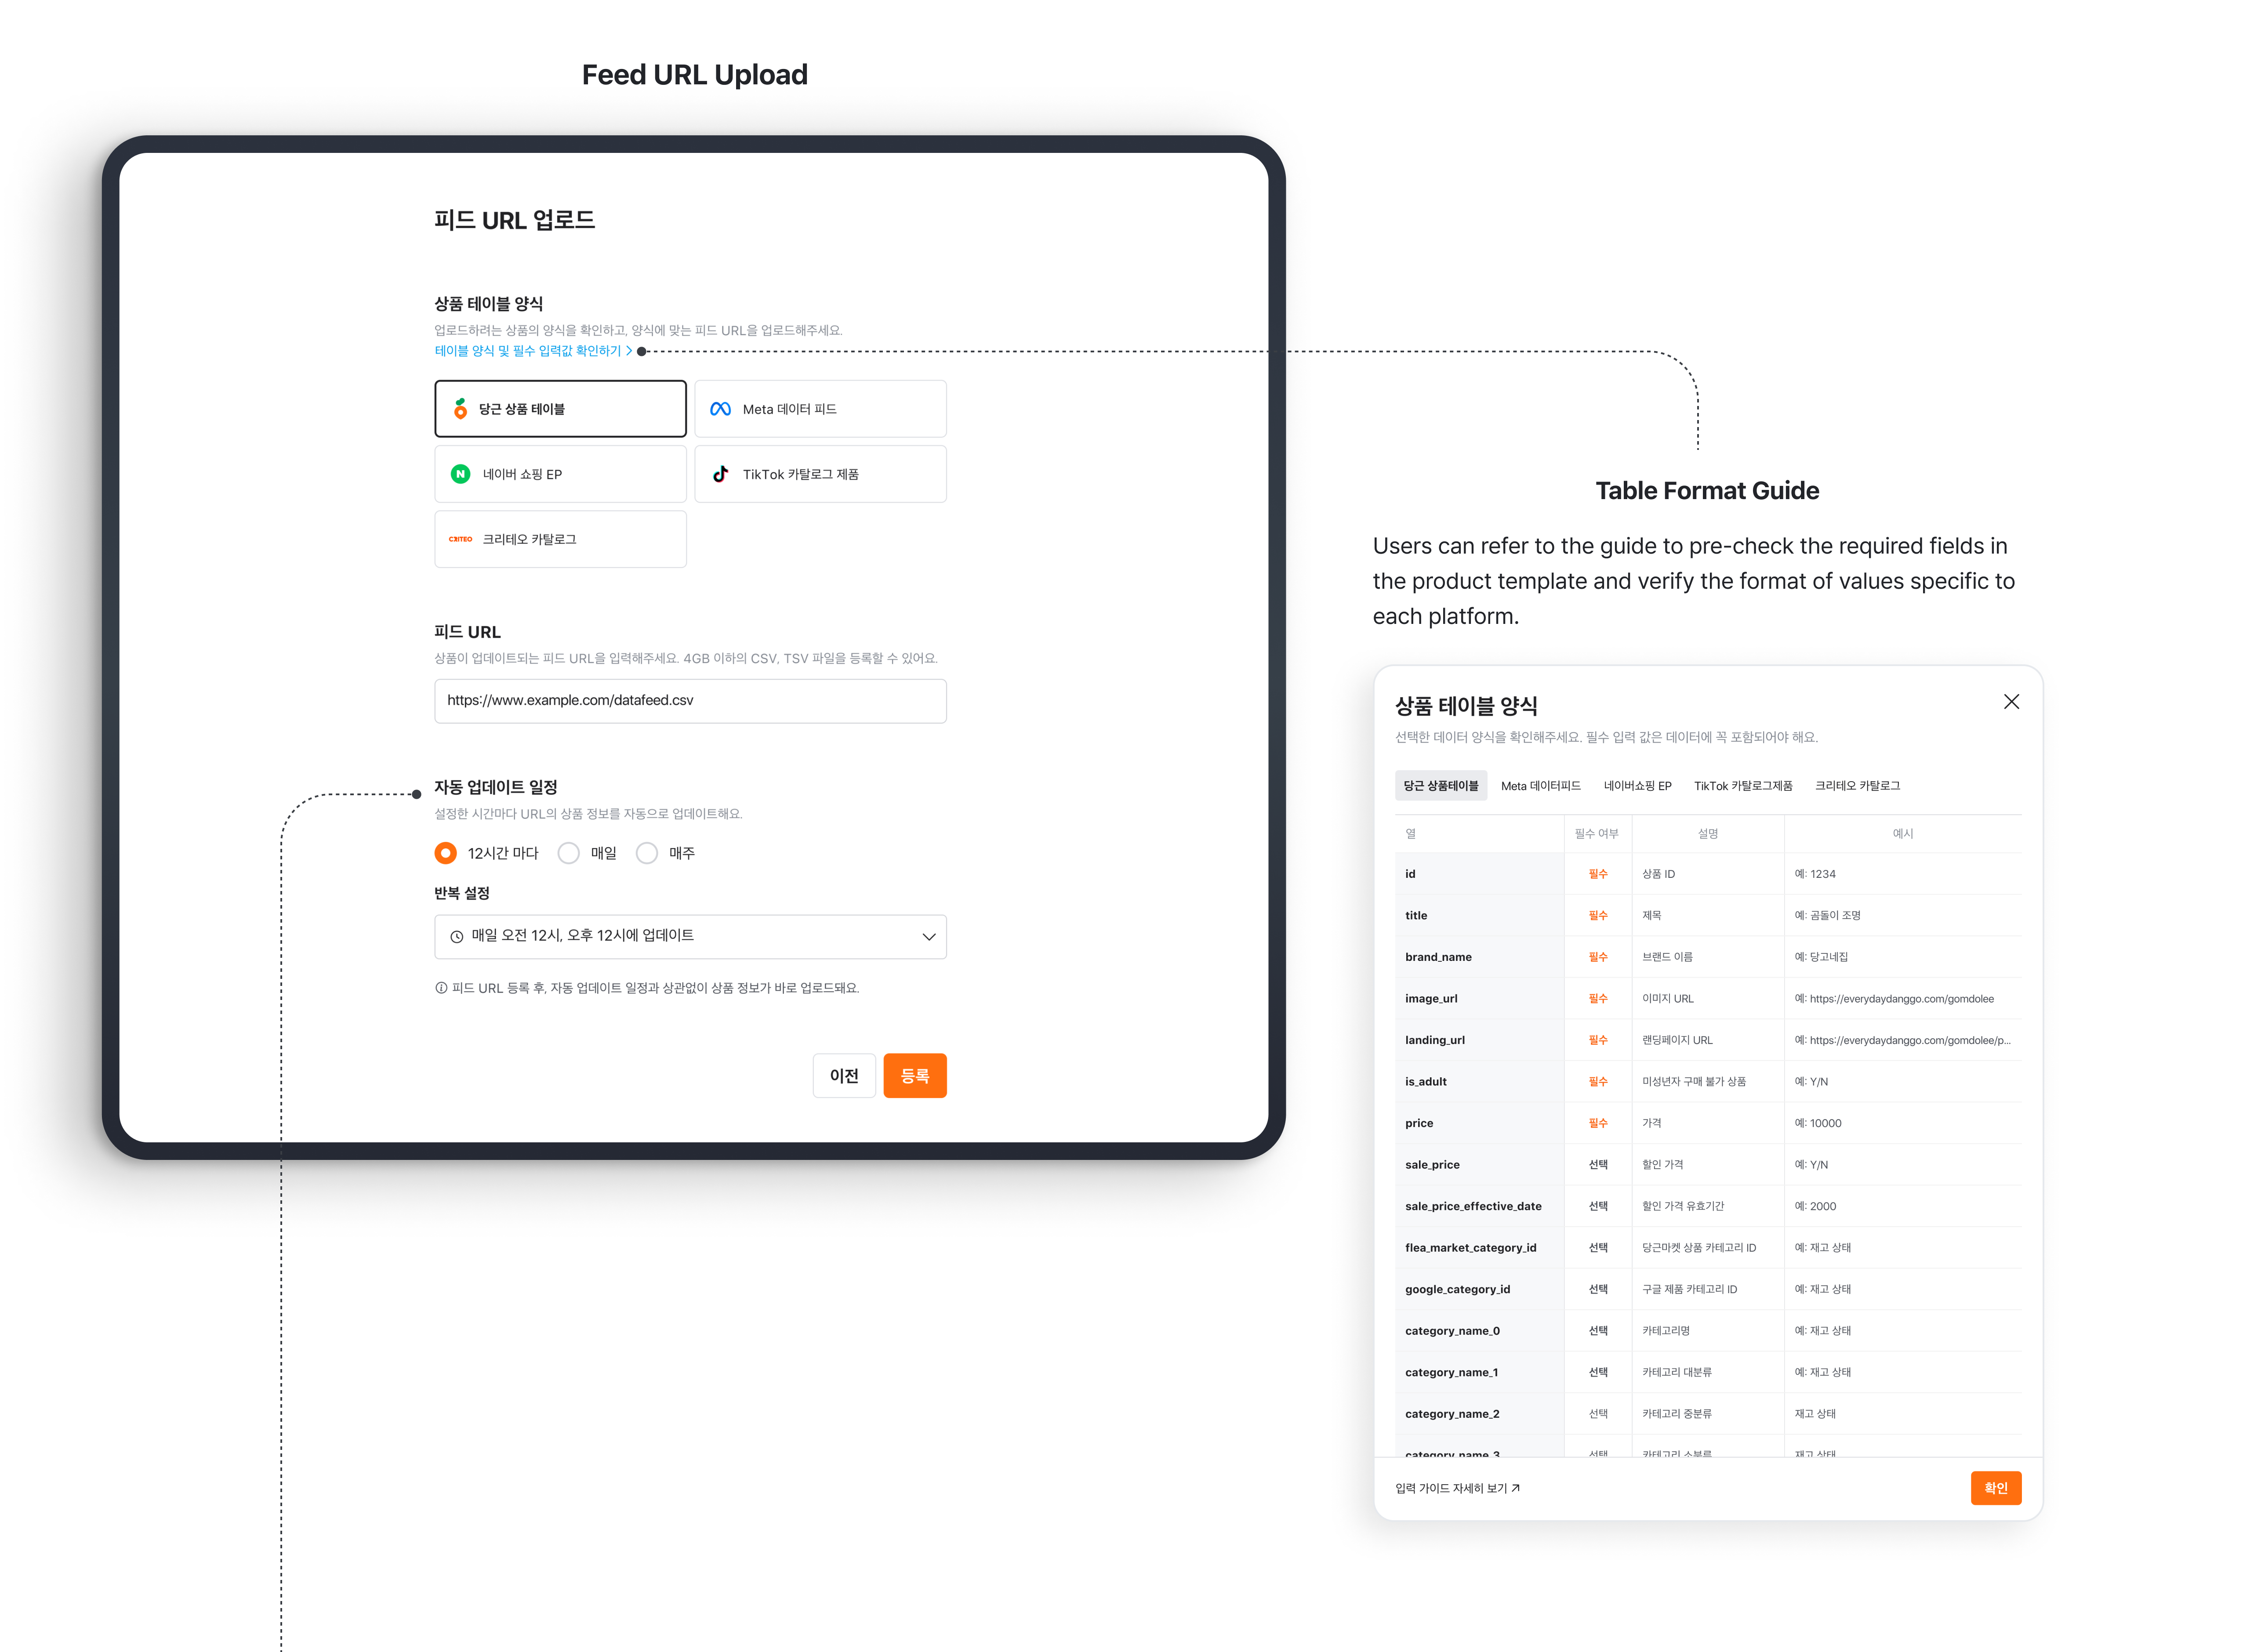 Feed URL Upload
피드 URL 업로드
상품 테이블 양식
업로드하려는 상품의 양식을 확인하고, 양식에 맞는 피드 URL을 업로드해주세요.
테이블 양식 및 필수 입력값 확인하기 >
당근 상품 테이블
Meta 데이터 피드
N 네이버 쇼핑 EP
TikTok 카탈로그 제품
CRITEO 크리테오 카탈로그
피드 URL
상품이 업데이트되는 피드 URL을 입력해주세요. 4GB 이하의 CSV, TSV 파일을 등록할 수 있어요.
https://www.example.com/datafeed.csv
자동 업데이트 일정
설정한 시간마다 URL의 상품 정보를 자동으로 업데이트해요.
12시간 마다 매일 매주
반복 설정
매일 오전 12시, 오후 12시에 업데이트
피드 URL 등록 후, 자동 업데이트 일정과 상관없이 상품 정보가 바로 업로드돼요.
이전 등록
Table Format Guide
Users can refer to the guide to pre-check the required fields in
the product template and verify the format of values specific to
each platform.
상품 테이블 양식
선택한 데이터 양식을 확인해주세요. 필수 입력 값은 데이터에 꼭 포함되어야 해요.
당근 상품테이블 Meta 데이터피드 네이버쇼핑 EP TikTok 카탈로그제품 크리테오 카탈로그
열 필수 여부 설명 예시
id 필수 상품 ID 예: 1234
title 필수 제목 예: 곰돌이 조명
brand_name 필수 브랜드 이름 예: 당고네집
image_url 필수 이미지 URL 예: https://everydaydanggo.com/gomdolee
landing_url 필수 랜딩페이지 URL 예: https://everydaydanggo.com/gomdolee/p...
is_adult 필수 미성년자 구매 불가 상품 예: Y/N
price 필수 가격 예: 10000
sale_price 선택 할인 가격 예: Y/N
sale_price_effective_date 선택 할인 가격 유효기간 예: 2000
flea_market_category_id 선택 당근마켓 상품 카테고리 ID 예: 재고 상태
google_category_id 선택 구글 제품 카테고리 ID 예: 재고 상태
category_name_0 선택 카테고리명 예: 재고 상태
category_name_1 선택 카테고리 대분류 예: 재고 상태
category_name_2 선택 카테고리 중분류 재고 상태
category_name_3 선택 카테고리 소분류 재고 상태
입력 가이드 자세히 보기
확인